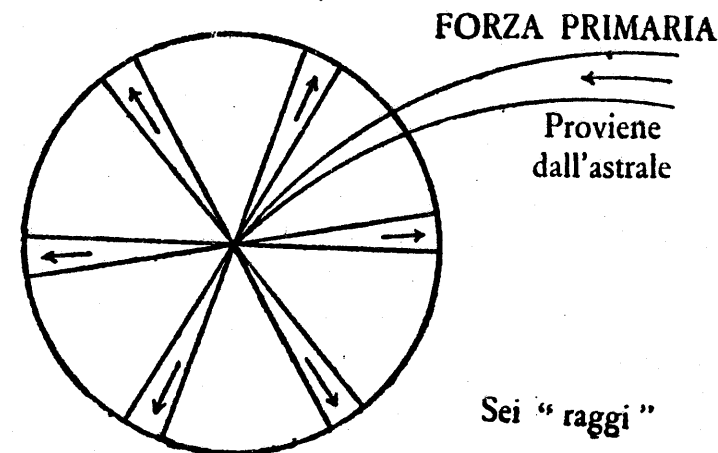 FORZA PRIMARIA
Proviene
dall'astrale
Sei “ raggi ”